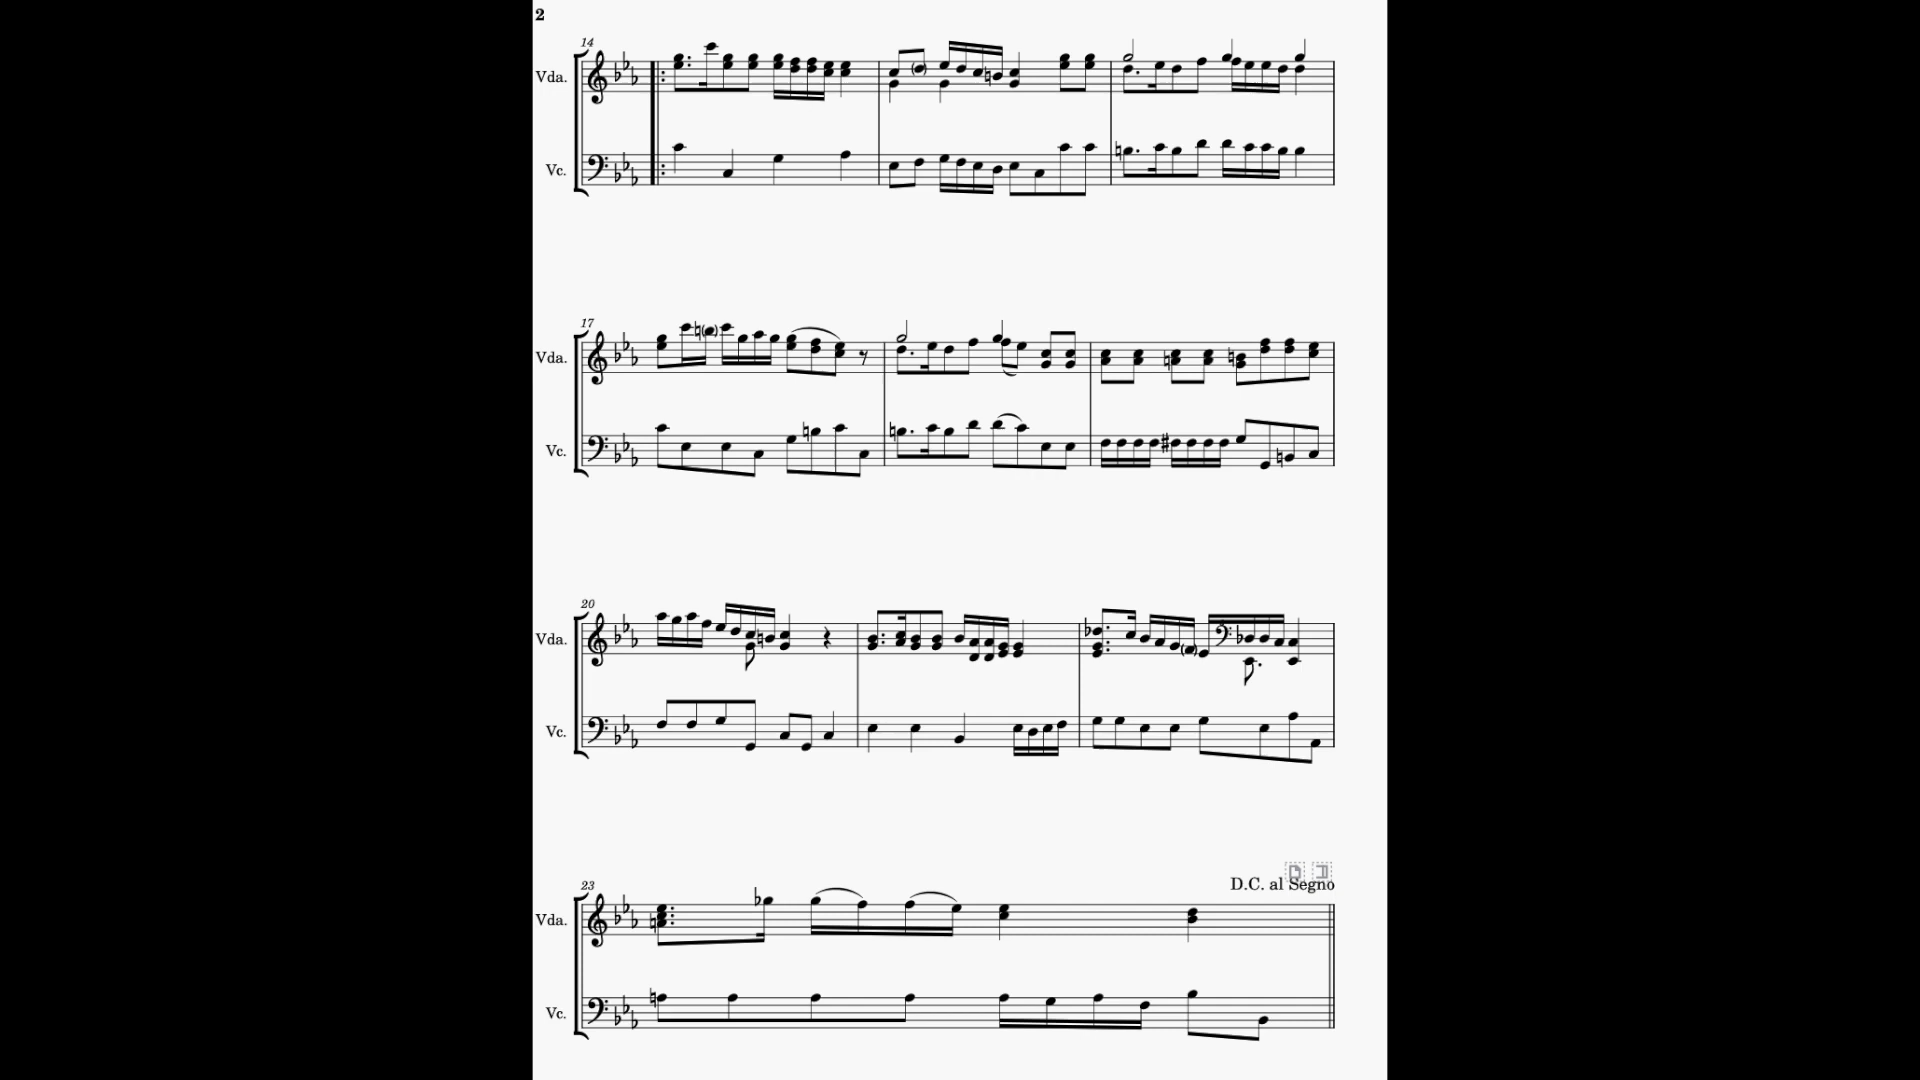 2
14
Vda.
Vc.
17
Vda.
Vc.
20
Vda.
Vc.
D.C. al Segno
23
Vda.
Vc.